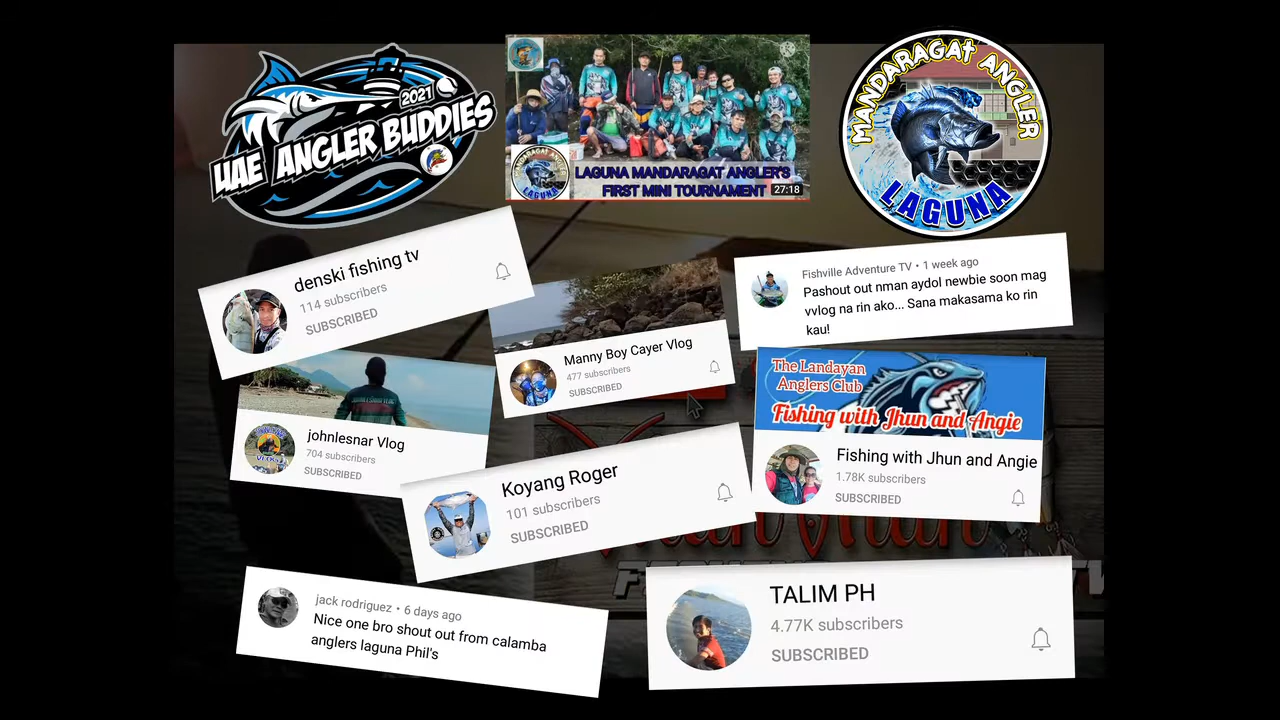 2021
UAE ANGLER BUDDIES
MANDARAGAT ANGLER
LAGUNA
LAGUNA MANDARAGAT ANGLER'S
FIRST MINI TOURNAMENT
27:18
MANDARAGAT ANGLER
LAGUNA
denski fishing tv
114 subscribers
SUBSCRIBED
Manny Boy Cayer Vlog
477 subscribers
SUBSCRIBED
Fishville Adventure TV • 1 week ago
Pashout out nman aydol newbie soon mag
vvlog na rin ako... Sana makasama ko rin
kau!
johnlesnar Vlog
704 subscribers
SUBSCRIBED
The Landayan
Anglers Club
Fishing with Jhun and Angie
Fishing with Jhun and Angie
1.78K subscribers
SUBSCRIBED
Koyang Roger
101 subscribers
SUBSCRIBED
jack rodriguez • 6 days ago
Nice one bro shout out from calamba
anglers laguna Phil's
TALIM PH
4.77K subscribers
SUBSCRIBED